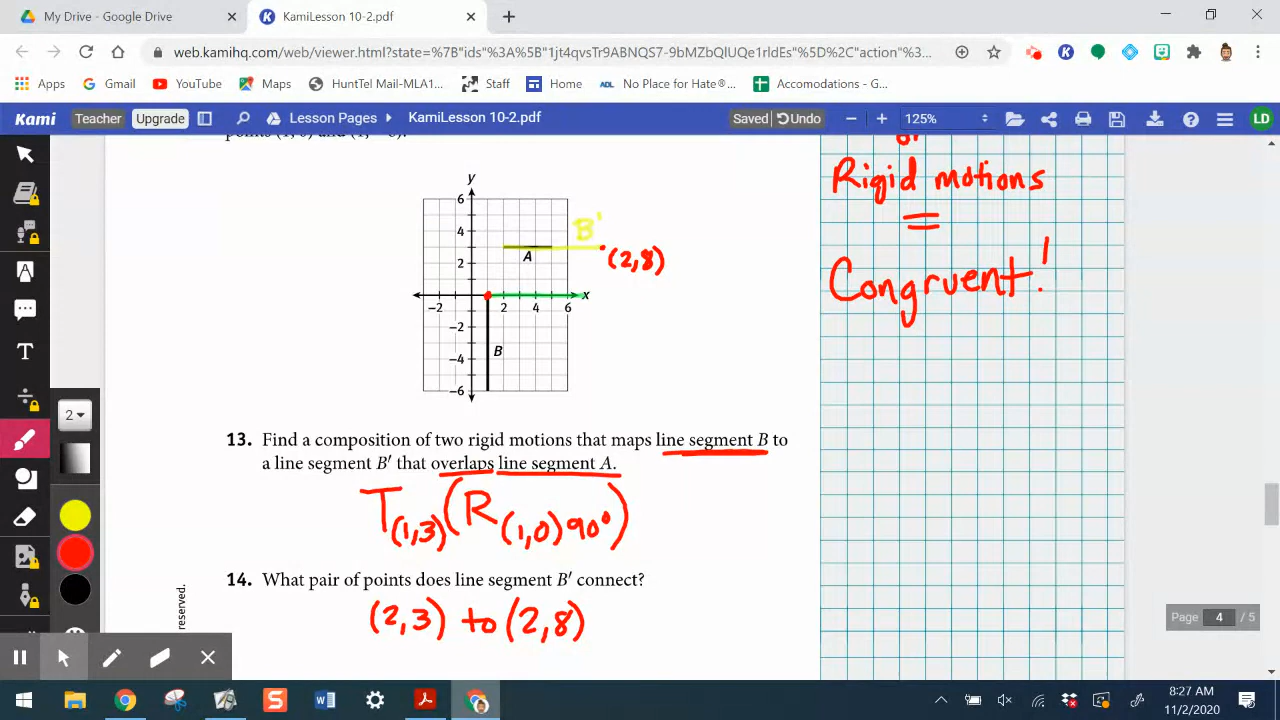 My Drive - Google Drive
KamiLesson 10-2.pdf
web.kamihq.com/web/viewer.html?state=%7B"ids"%3A%5B"1jt4qvsTr9ABNQS7-9bMZbQlUQe1rldEs"%5D%2C"action"%3...
Apps
Gmail
YouTube
Maps
HuntTel Mail-MLA1...
Staff
Home
ADL No Place for Hate®...
Accomodations - G...
Kami
Teacher
Upgrade
Lesson Pages
KamiLesson 10-2.pdf
Saved
Undo
125%
LD
or
Rigid motions
=
Congruent!
y
6
4
2
−2
−4
−6
B'
A
(2,8)
x
−2
2
4
6
B
13. Find a composition of two rigid motions that maps line segment B to
a line segment B′ that overlaps line segment A.
T(1,3)(R(1,0)90°)
14. What pair of points does line segment B′ connect?
(2,3) to (2,8)
reserved.
2
Page 4 / 5
8:27 AM
11/2/2020